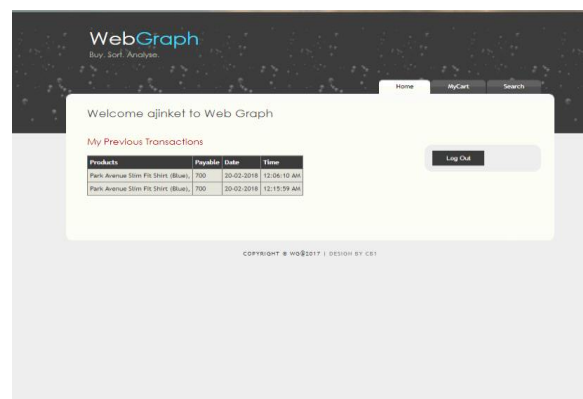 WebGraph
Buy. Sort. Analyse.
Home MyCart Search
Welcome ajinket to Web Graph
My Previous Transactions
Log Out
Products Payable Date Time
Park Avenue Slim Fit Shirt (Blue), 700 20-02-2018 12:06:10 AM
Park Avenue Slim Fit Shirt (Blue), 700 20-02-2018 12:15:59 AM
COPYRIGHT © WG@2017 | DESIGN BY CB1